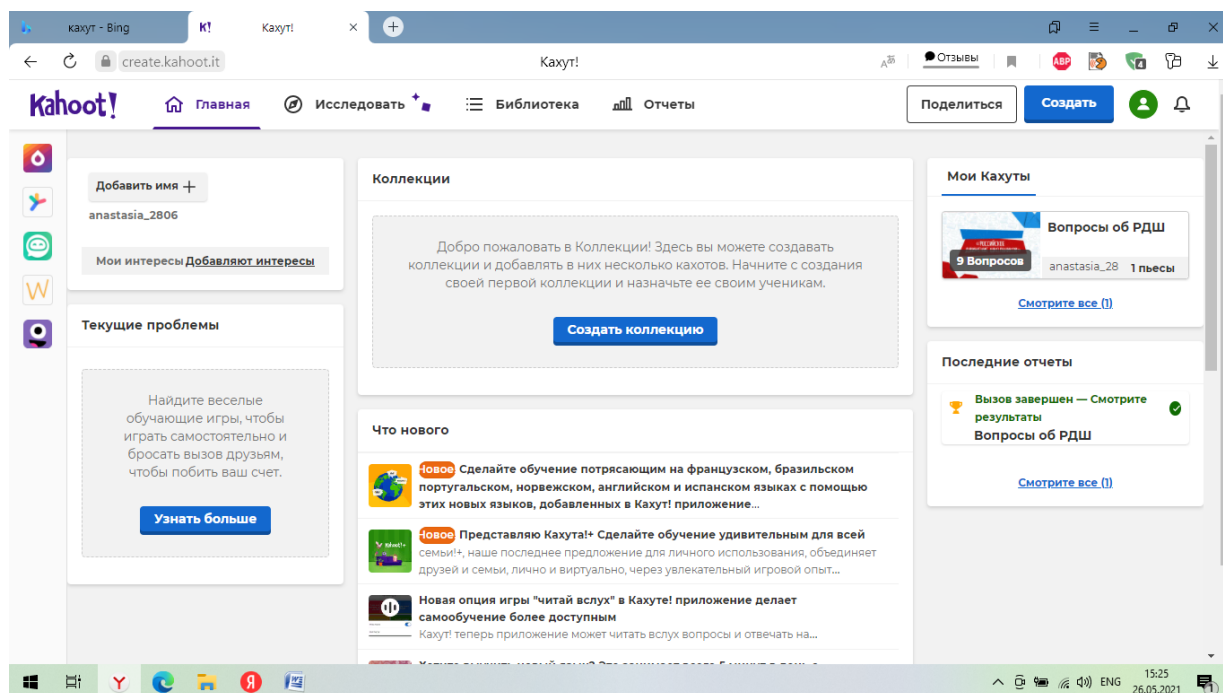 кахут - Bing
K! Кахут!
create.kahoot.it
Кахут!
Отзывы
ABP
4
Kahoot!
Главная
Исследовать
Библиотека
Отчеты
Поделиться
Создать
Добавить имя +
anastasia_2806
Мои интересы Добавляют интересы
Текущие проблемы
Найдите веселые
обучающие игры, чтобы
играть самостоятельно и
бросать вызов друзьям,
чтобы побить ваш счет.
Узнать больше
Коллекции
Добро пожаловать в Коллекции! Здесь вы можете создавать
коллекции и добавлять в них несколько кахотов. Начните с создания
своей первой коллекции и назначьте ее своим ученикам.
Создать коллекцию
Что нового
Новое Сделайте обучение потрясающим на французском, бразильском
португальском, норвежском, английском и испанском языках с помощью
этих новых языков, добавленных в Кахут! приложение...
Новое Представляю Кахута!+ Сделайте обучение удивительным для всей
семьи!+, наше последнее предложение для личного использования, объединяет
друзей и семьи, лично и виртуально, через увлекательный игровой опыт...
Новая опция игры "читай вслух" в Кахуте! приложение делает
самообучение более доступным
Кахут! теперь приложение может читать вслух вопросы и отвечать на...
Мои Кахуты
Вопросы об РДШ
9 Вопросов
anastasia_28 1 пьесы
Смотрите все (1)
Последние отчеты
Вызов завершен — Смотрите
результаты
Вопросы об РДШ
Смотрите все (1)
ENG
15:25
26.05.2021